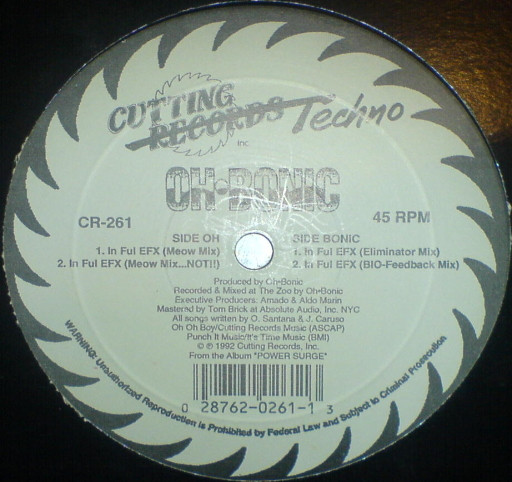 CUTTING
RECORDS Techno
Inc
OH•BONIC
CR-261
45 RPM
SIDE OH
1. In Ful EFX (Meow Mix)
2. In Ful EFX (Meow Mix...NOT!!)
SIDE BONIC
1. In Ful EFX (Eliminator Mix)
2. In Ful EFX (BIO-Feedback Mix)
Produced by Oh•Bonic
Recorded & Mixed at The Zoo by Oh•Bonic
Executive Producers: Amado & Aldo Marin
Mastered by Tom Brick at Absolute Audio, Inc. NYC
All songs written by O. Santana & J. Caruso
Oh Oh Boy/Cutting Records Music (ASCAP)
Punch It Music/It's Time Music (BMI)
© ℗ 1992 Cutting Records, Inc.
From the Album "POWER SURGE"
0 28762-0261-1 3
WARNING: Unauthorized Reproduction is Prohibited by Federal Law and Subject to Criminal Prosecution